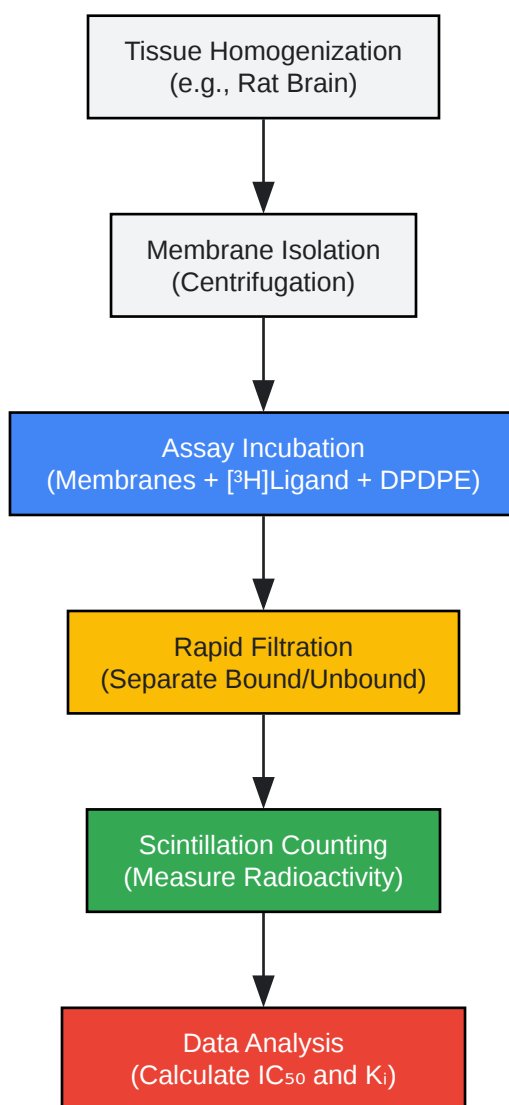 Tissue Homogenization
(e.g., Rat Brain)
Membrane Isolation
(Centrifugation)
Assay Incubation
(Membranes + [³H]Ligand + DPDPE)
Rapid Filtration
(Separate Bound/Unbound)
Scintillation Counting
(Measure Radioactivity)
Data Analysis
(Calculate IC₅₀ and Kᵢ)